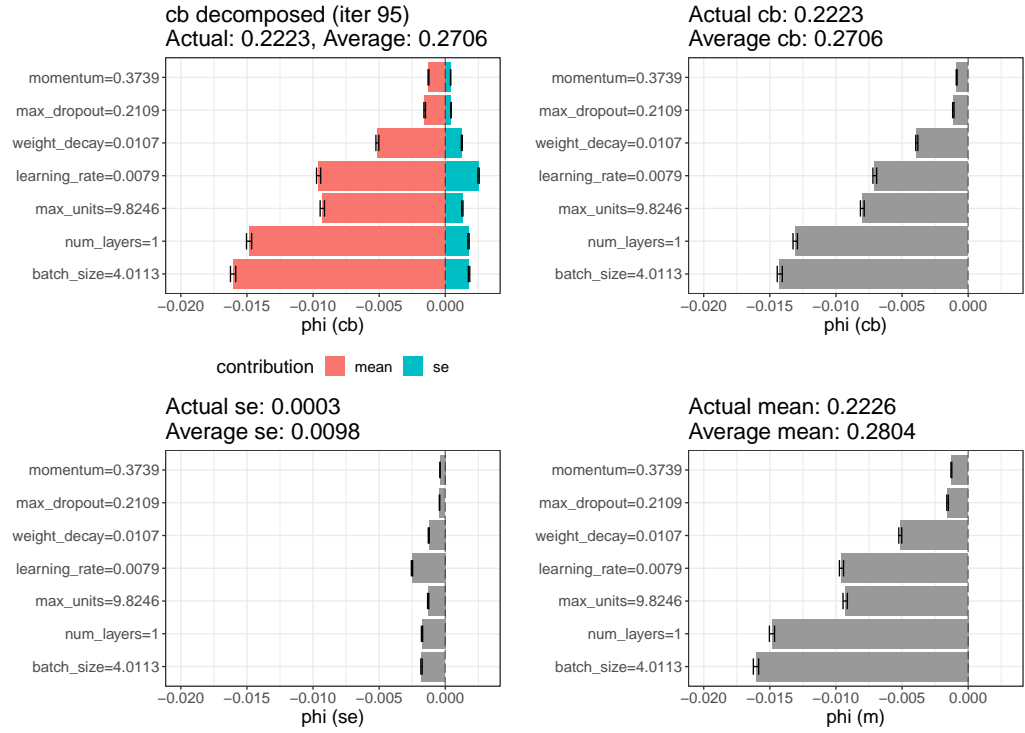 cb decomposed (iter 95)
Actual: 0.2223, Average: 0.2706
momentum=0.3739
max_dropout=0.2109
weight_decay=0.0107
learning_rate=0.0079
max_units=9.8246
num_layers=1
batch_size=4.0113
−0.020 −0.015 −0.010 −0.005 0.000
phi (cb)
contribution mean se
Actual cb: 0.2223
Average cb: 0.2706
momentum=0.3739
max_dropout=0.2109
weight_decay=0.0107
learning_rate=0.0079
max_units=9.8246
num_layers=1
batch_size=4.0113
−0.020 −0.015 −0.010 −0.005 0.000
phi (cb)
Actual se: 0.0003
Average se: 0.0098
momentum=0.3739
max_dropout=0.2109
weight_decay=0.0107
learning_rate=0.0079
max_units=9.8246
num_layers=1
batch_size=4.0113
−0.020 −0.015 −0.010 −0.005 0.000
phi (se)
Actual mean: 0.2226
Average mean: 0.2804
momentum=0.3739
max_dropout=0.2109
weight_decay=0.0107
learning_rate=0.0079
max_units=9.8246
num_layers=1
batch_size=4.0113
−0.020 −0.015 −0.010 −0.005 0.000
phi (m)